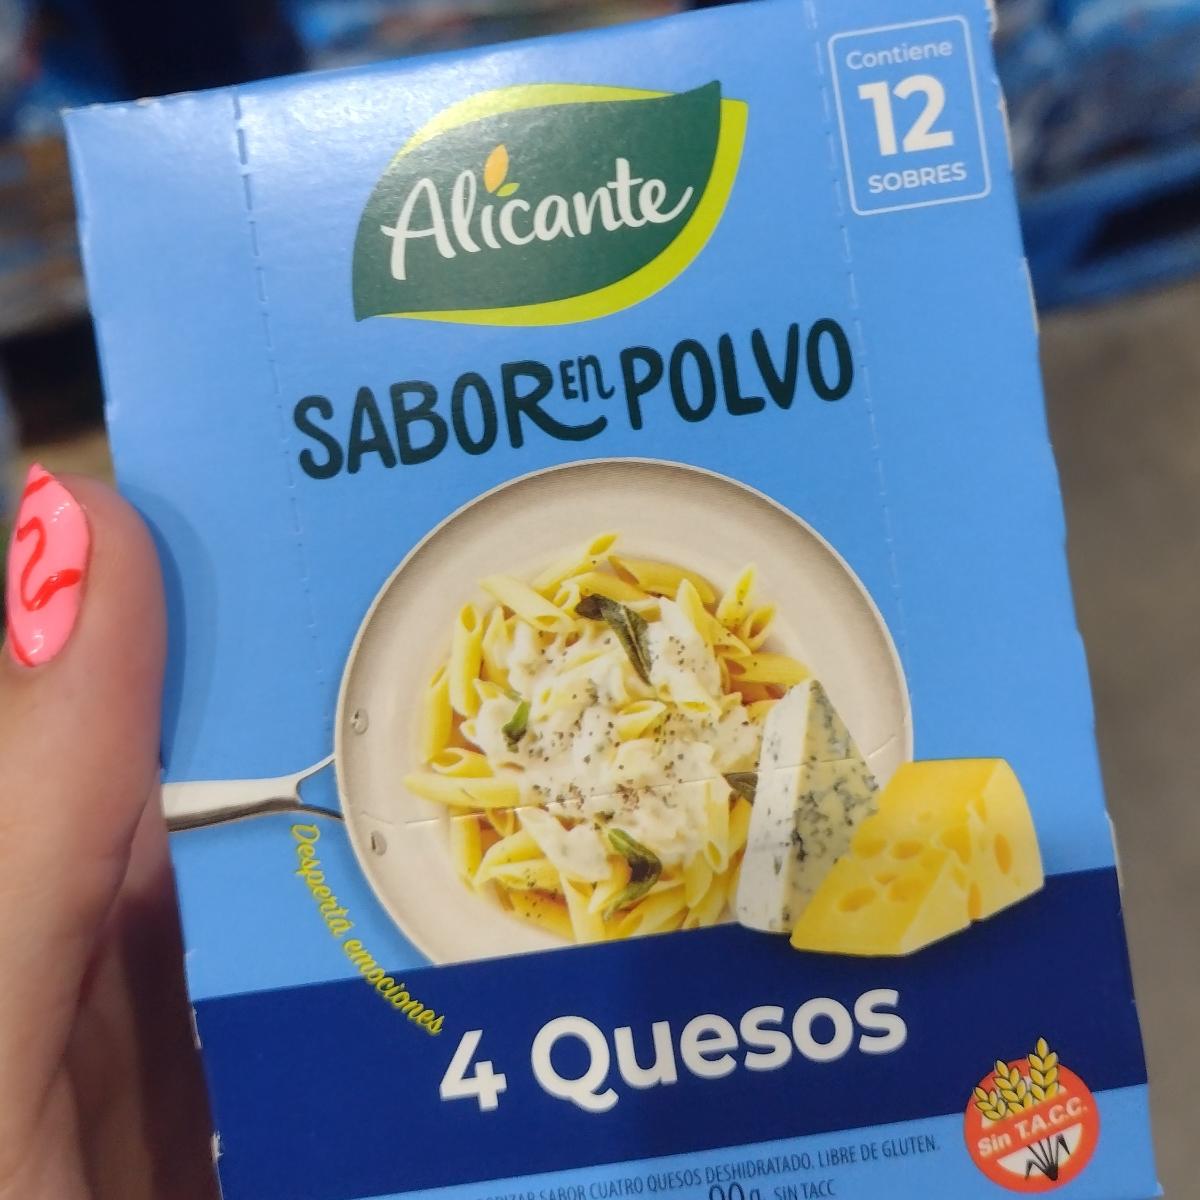 Contiene
12
SOBRES
Alicante
SABOR EN POLVO
Despertá emociones
4 Quesos
Sin T.A.C.C.
SABOR CUATRO QUESOS DESHIDRATADO. LIBRE DE GLUTEN.
SIN TACC